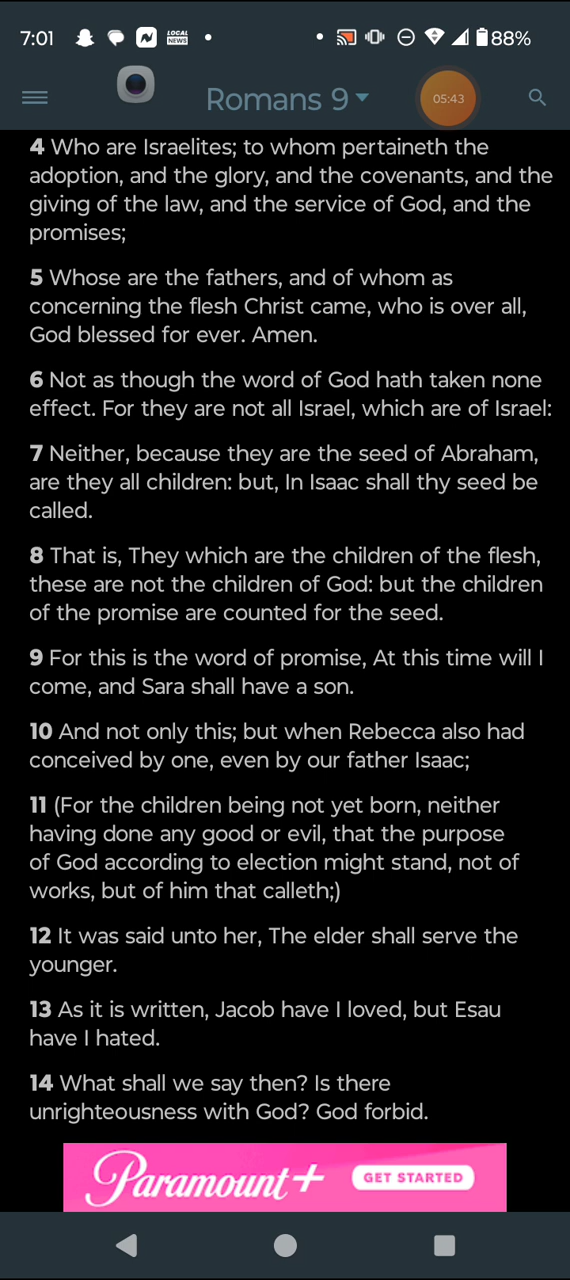 7:01 LOCAL NEWS 88%
Romans 9 05:43
4 Who are Israelites; to whom pertaineth the
adoption, and the glory, and the covenants, and the
giving of the law, and the service of God, and the
promises;
5 Whose are the fathers, and of whom as
concerning the flesh Christ came, who is over all,
God blessed for ever. Amen.
6 Not as though the word of God hath taken none
effect. For they are not all Israel, which are of Israel:
7 Neither, because they are the seed of Abraham,
are they all children: but, In Isaac shall thy seed be
called.
8 That is, They which are the children of the flesh,
these are not the children of God: but the children
of the promise are counted for the seed.
9 For this is the word of promise, At this time will I
come, and Sara shall have a son.
10 And not only this; but when Rebecca also had
conceived by one, even by our father Isaac;
11 (For the children being not yet born, neither
having done any good or evil, that the purpose
of God according to election might stand, not of
works, but of him that calleth;)
12 It was said unto her, The elder shall serve the
younger.
13 As it is written, Jacob have I loved, but Esau
have I hated.
14 What shall we say then? Is there
unrighteousness with God? God forbid.
Paramount+ GET STARTED